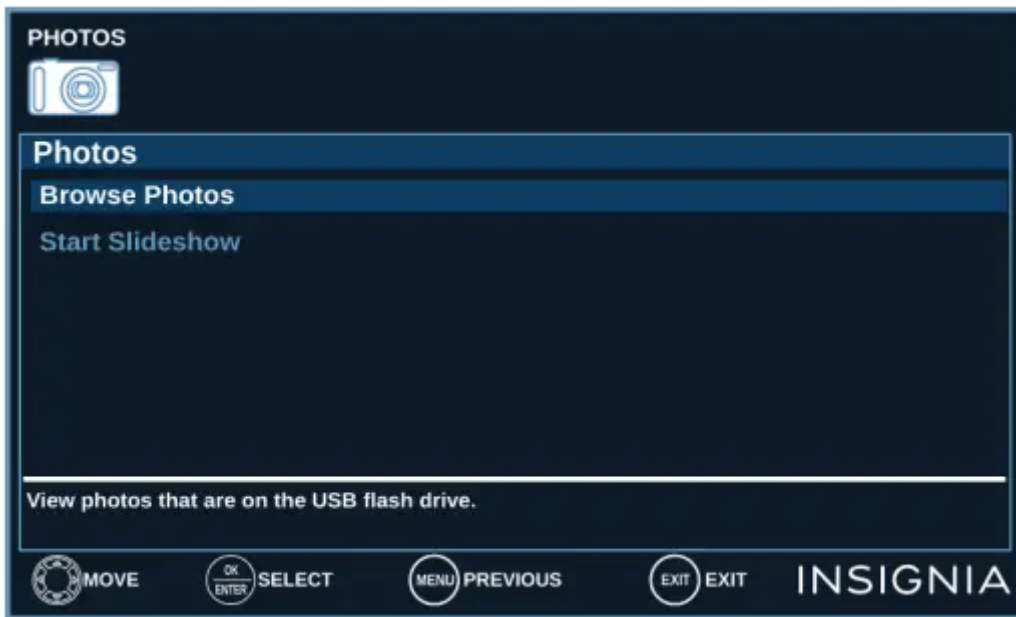 PHOTOS
Photos
Browse Photos
Start Slideshow
View photos that are on the USB flash drive.
MOVE OK ENTER SELECT MENU PREVIOUS EXIT EXIT INSIGNIA